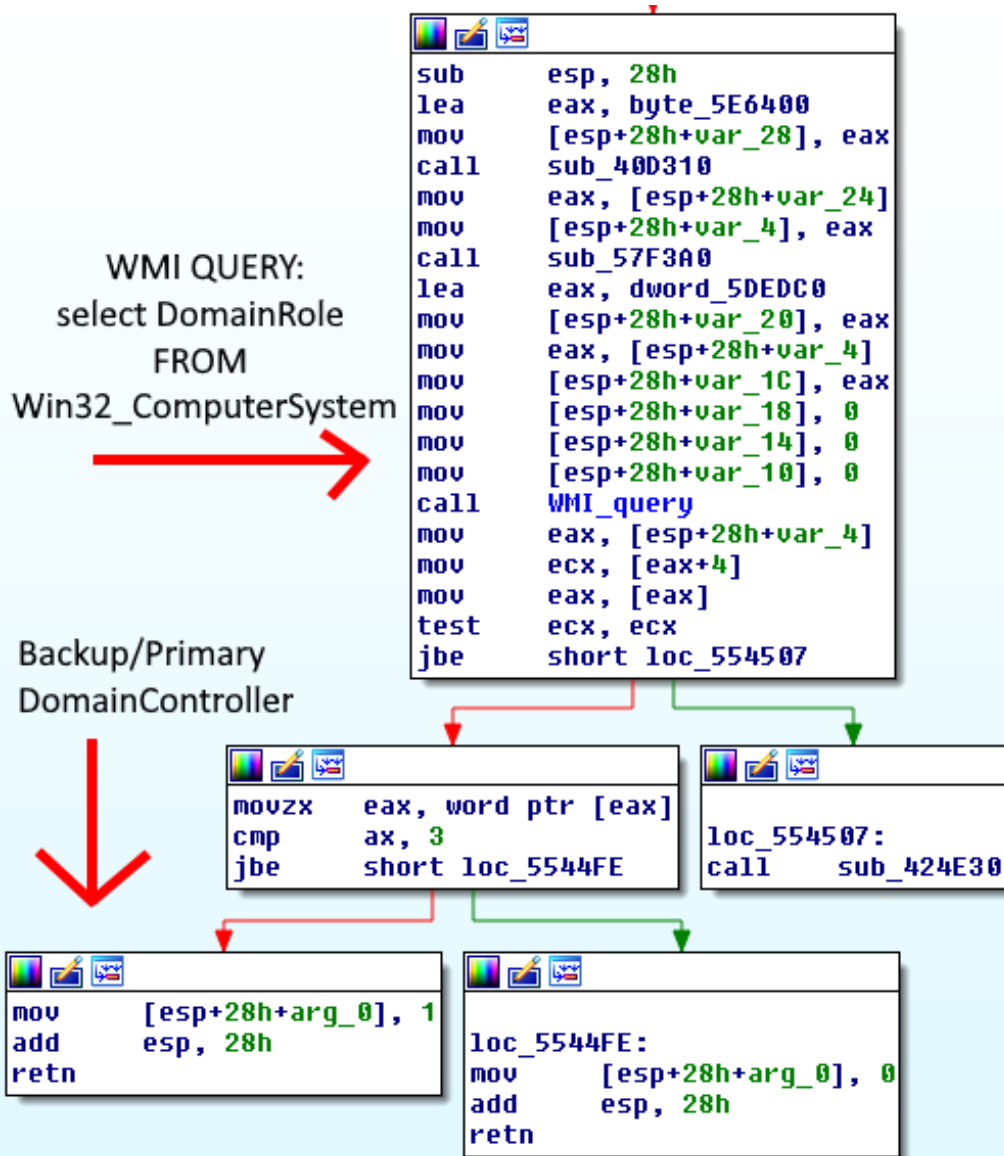 sub esp, 28h
lea eax, byte_5E6400
mov [esp+28h+var_28], eax
call sub_40D310
mov eax, [esp+28h+var_24]
mov [esp+28h+var_4], eax
call sub_57F3A0
lea eax, dword_5DEDC0
mov [esp+28h+var_20], eax
mov eax, [esp+28h+var_4]
mov [esp+28h+var_1C], eax
mov [esp+28h+var_18], 0
mov [esp+28h+var_14], 0
mov [esp+28h+var_10], 0
call WMI_query
mov eax, [esp+28h+var_4]
mov ecx, [eax+4]
mov eax, [eax]
test ecx, ecx
jbe short loc_554507
WMI QUERY:
select DomainRole
FROM
Win32_ComputerSystem
Backup/Primary
DomainController
movzx eax, word ptr [eax]
cmp ax, 3
jbe short loc_5544FE
loc_554507:
call sub_424E30
mov [esp+28h+arg_0], 1
add esp, 28h
retn
loc_5544FE:
mov [esp+28h+arg_0], 0
add esp, 28h
retn